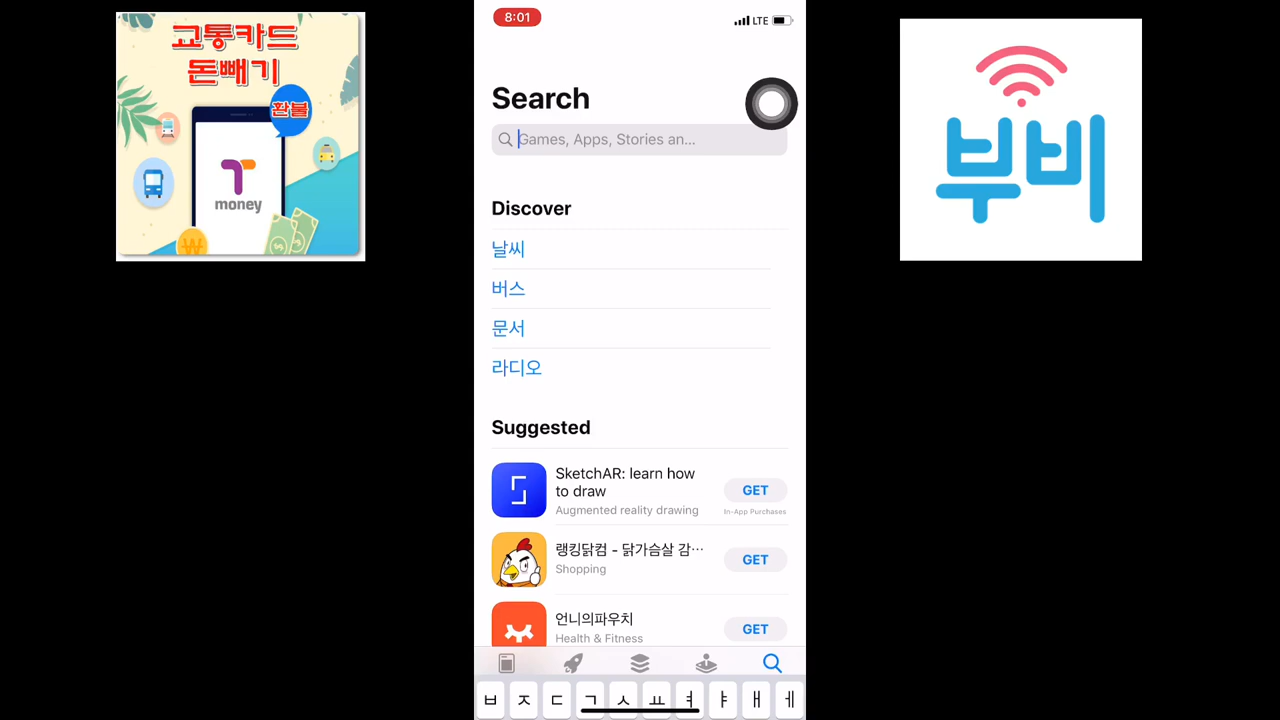 교통카드
돈빼기
환불
T
money
₩
8:01
LTE
Search
Games, Apps, Stories an...
Discover
날씨
버스
문서
라디오
Suggested
SketchAR: learn how
to draw
Augmented reality drawing
GET
In-App Purchases
랭킹닭컴 - 닭가슴살 감…
Shopping
GET
언니의파우치
Health & Fitness
GET
ㅂ ㅈ ㄷ ㄱ ㅅ ㅛ ㅕ ㅑ ㅐ ㅔ
부비